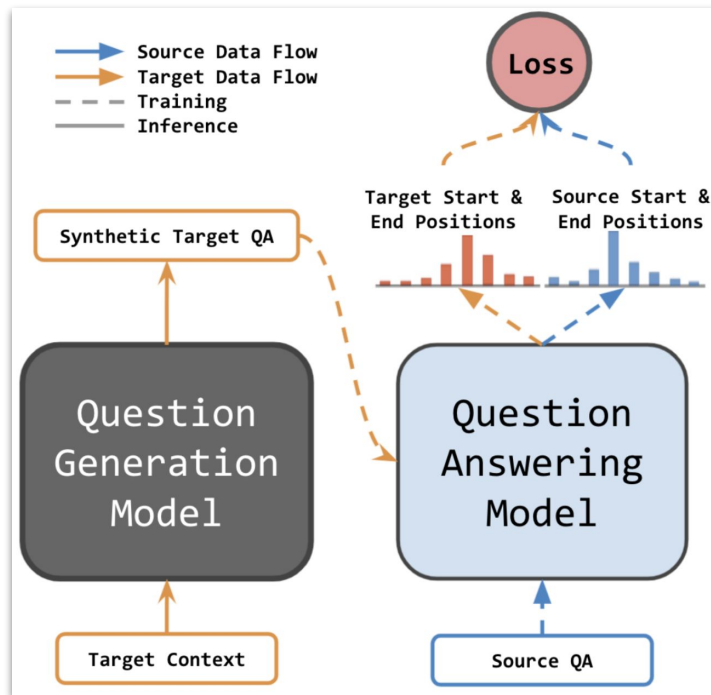 Source Data Flow
Target Data Flow
Training
Inference
Loss
Target Start &
End Positions
Source Start &
End Positions
Synthetic Target QA
Question
Generation
Model
Question
Answering
Model
Target Context
Source QA